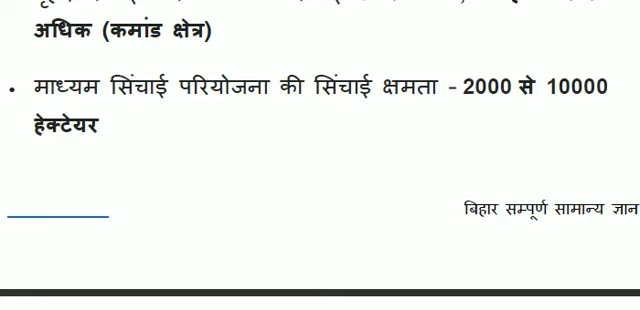 अधिक (कमांड क्षेत्र)
• माध्यम सिंचाई परियोजना की सिंचाई क्षमता - 2000 से 10000
हेक्टेयर
बिहार सम्पूर्ण सामान्य ज्ञान